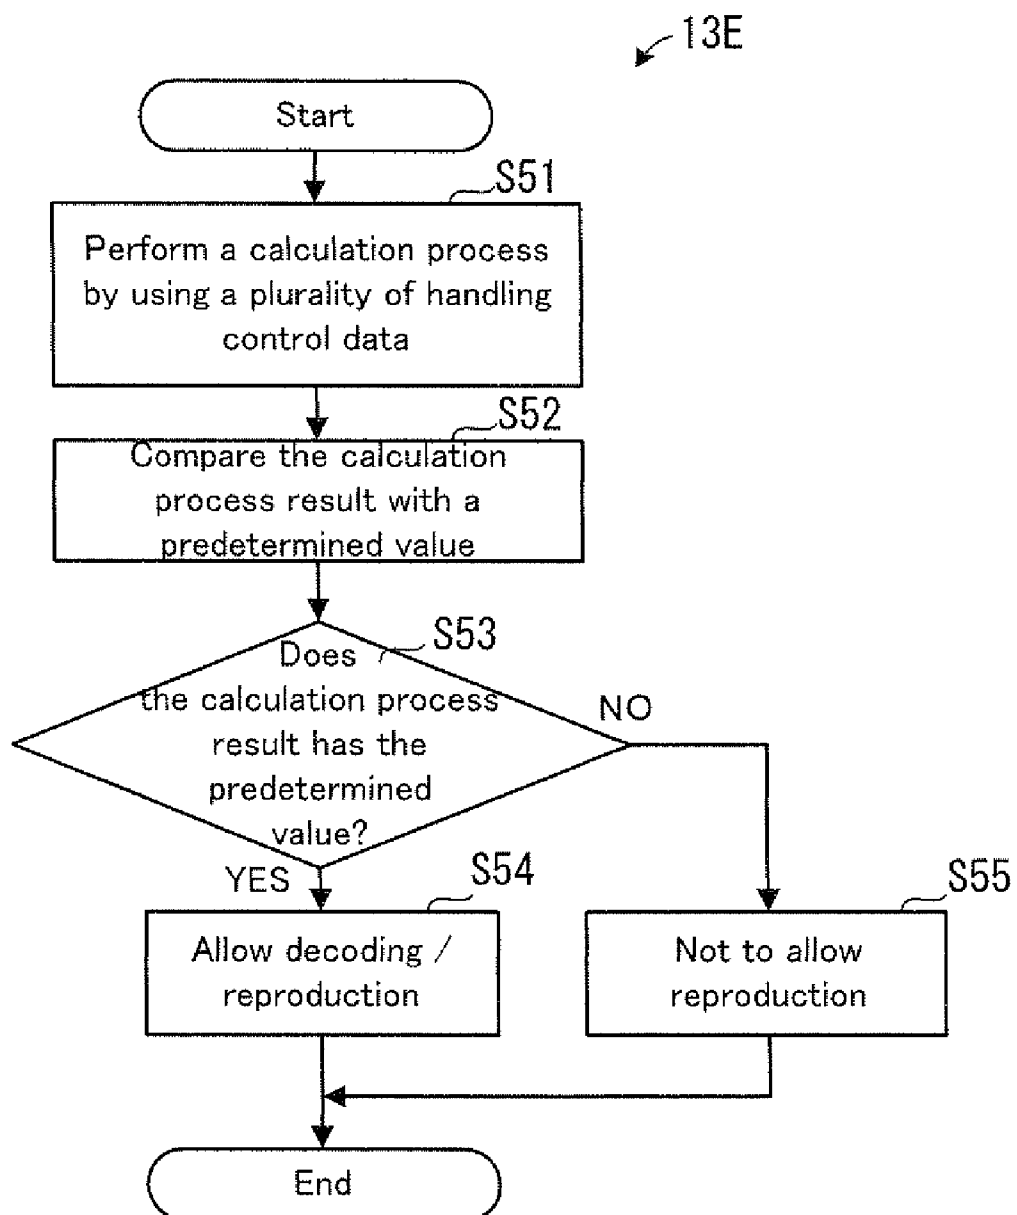 13E
Start
S51
Perform a calculation process
by using a plurality of handling
control data
S52
Compare the calculation
process result with a
predetermined value
S53
Does
the calculation process
result has the
predetermined
value?
NO
YES
S54
Allow decoding /
reproduction
S55
Not to allow
reproduction
End